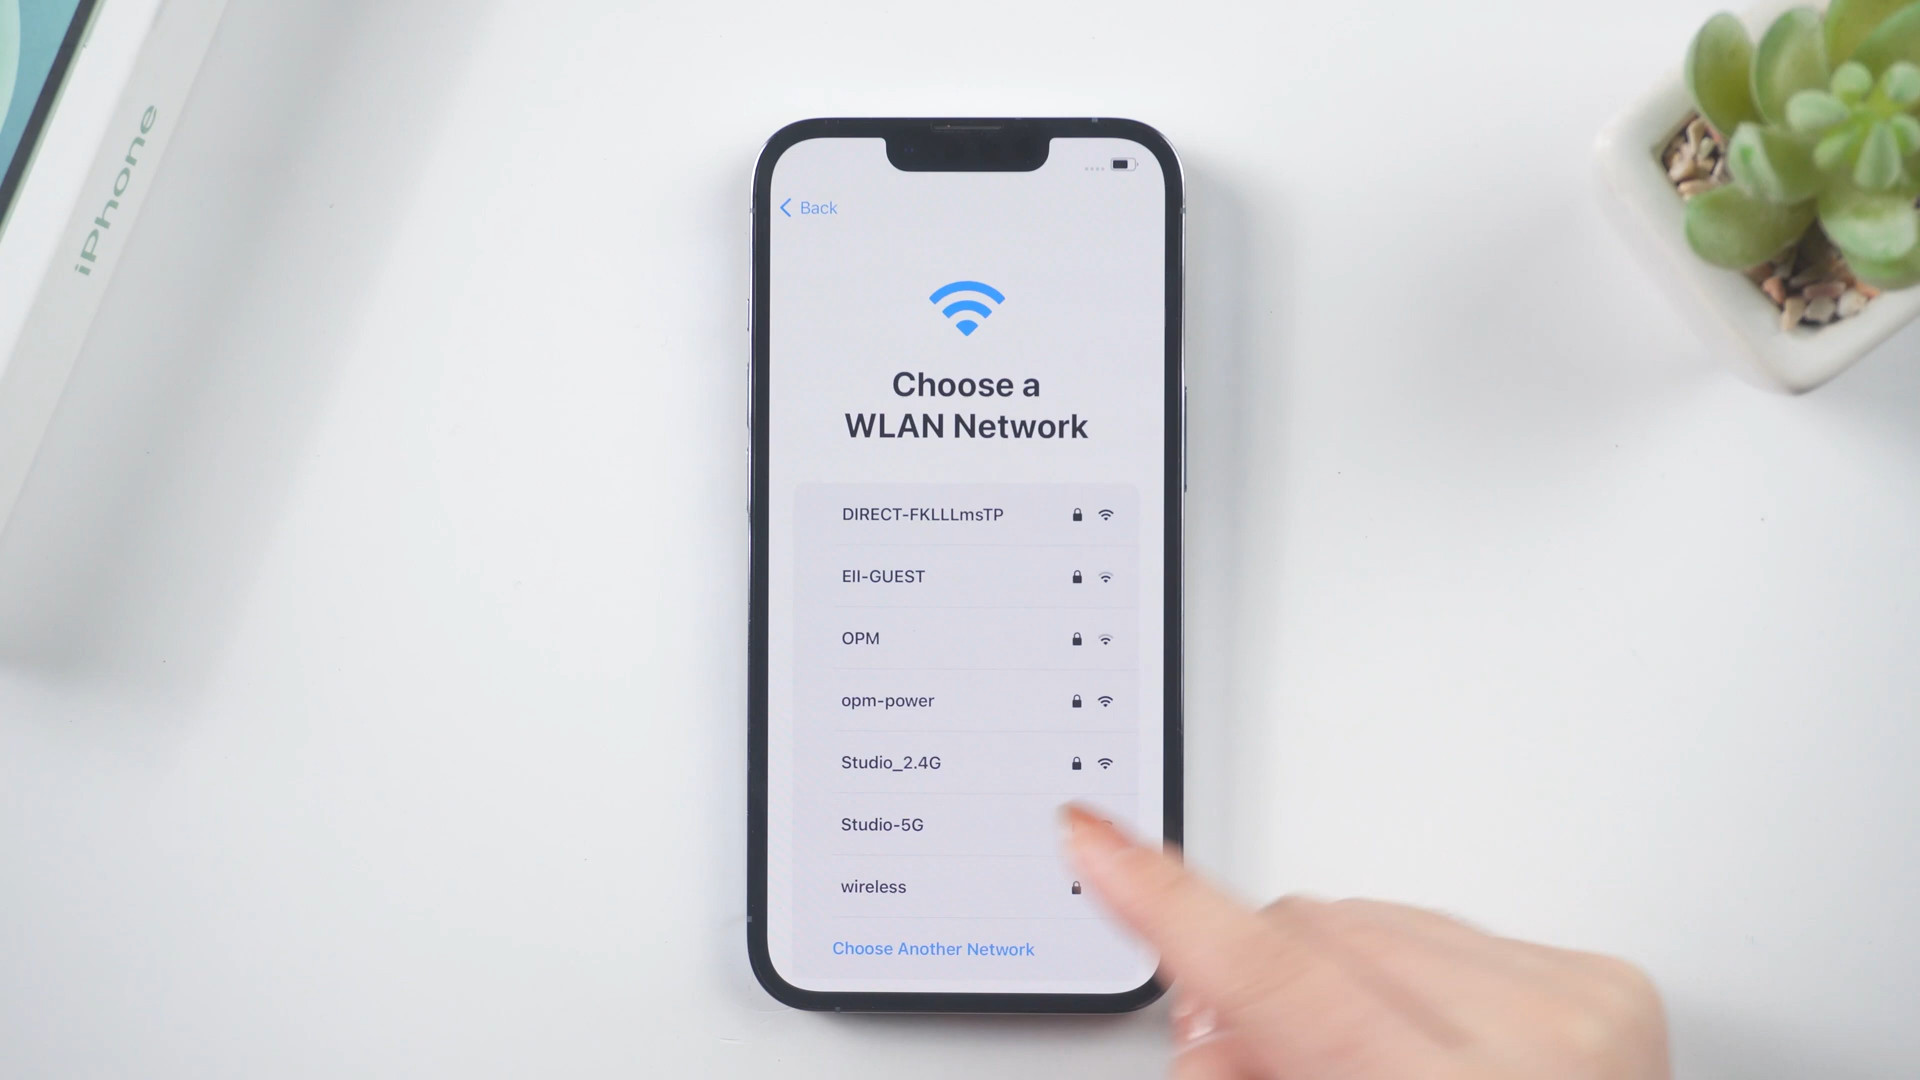 iPhone
Back
Choose a
WLAN Network
DIRECT-FKLLLmsTP
EII-GUEST
OPM
opm-power
Studio_2.4G
Studio-5G
wireless
Choose Another Network